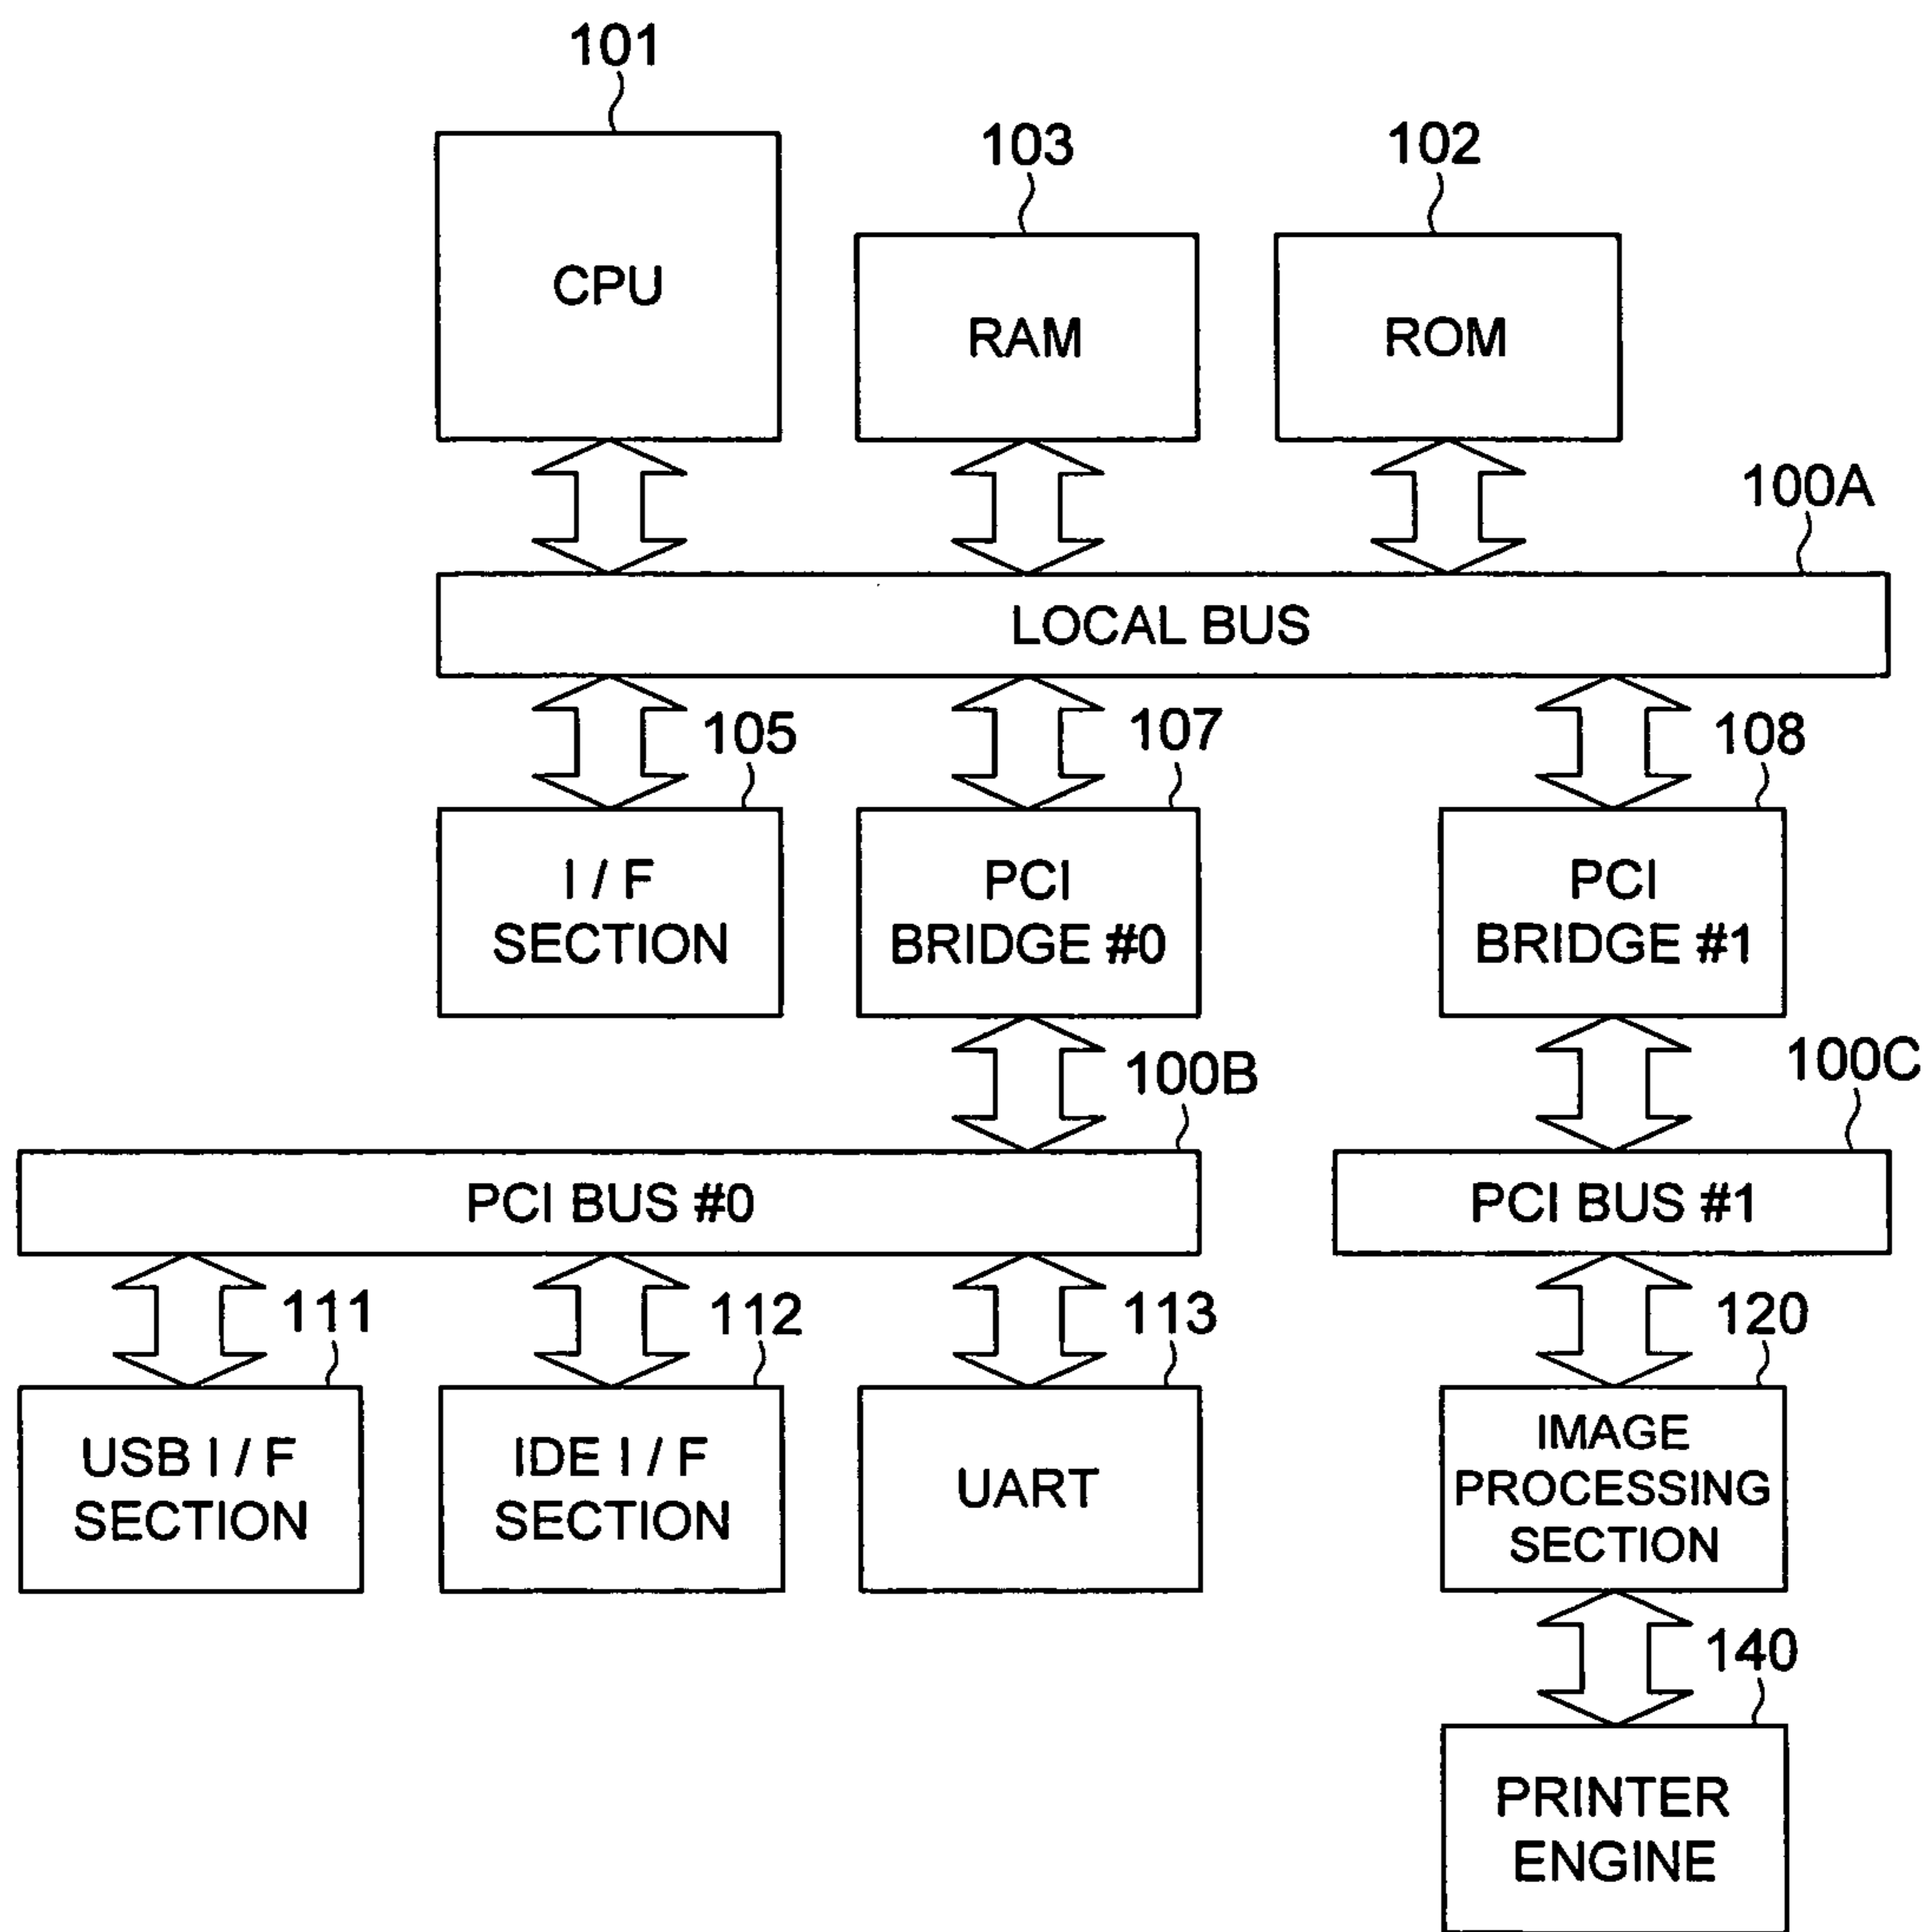 101
103
102
CPU
RAM
ROM
100A
LOCAL BUS
105
107
108
I / F
SECTION
PCI
BRIDGE #0
PCI
BRIDGE #1
100B
100C
PCI BUS #0
PCI BUS #1
111
112
113
120
USB I / F
SECTION
IDE I / F
SECTION
UART
IMAGE
PROCESSING
SECTION
140
PRINTER
ENGINE